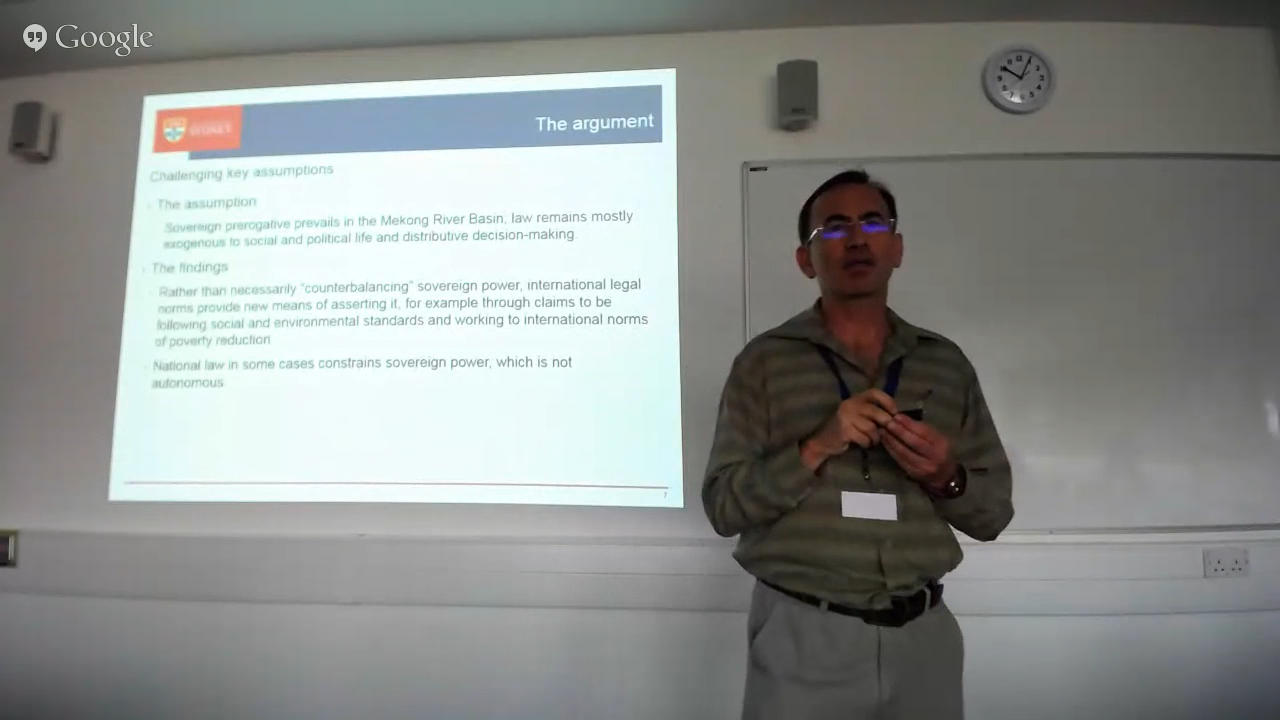 Google
SYDNEY
The argument
Challenging key assumptions
The assumption
Sovereign prerogative prevails in the Mekong River Basin, law remains mostly
exogenous to social and political life and distributive decision-making.
The findings
Rather than necessarily "counterbalancing" sovereign power, international legal
norms provide new means of asserting it, for example through claims to be
following social and environmental standards and working to international norms
of poverty reduction
National law in some cases constrains sovereign power, which is not
autonomous
7